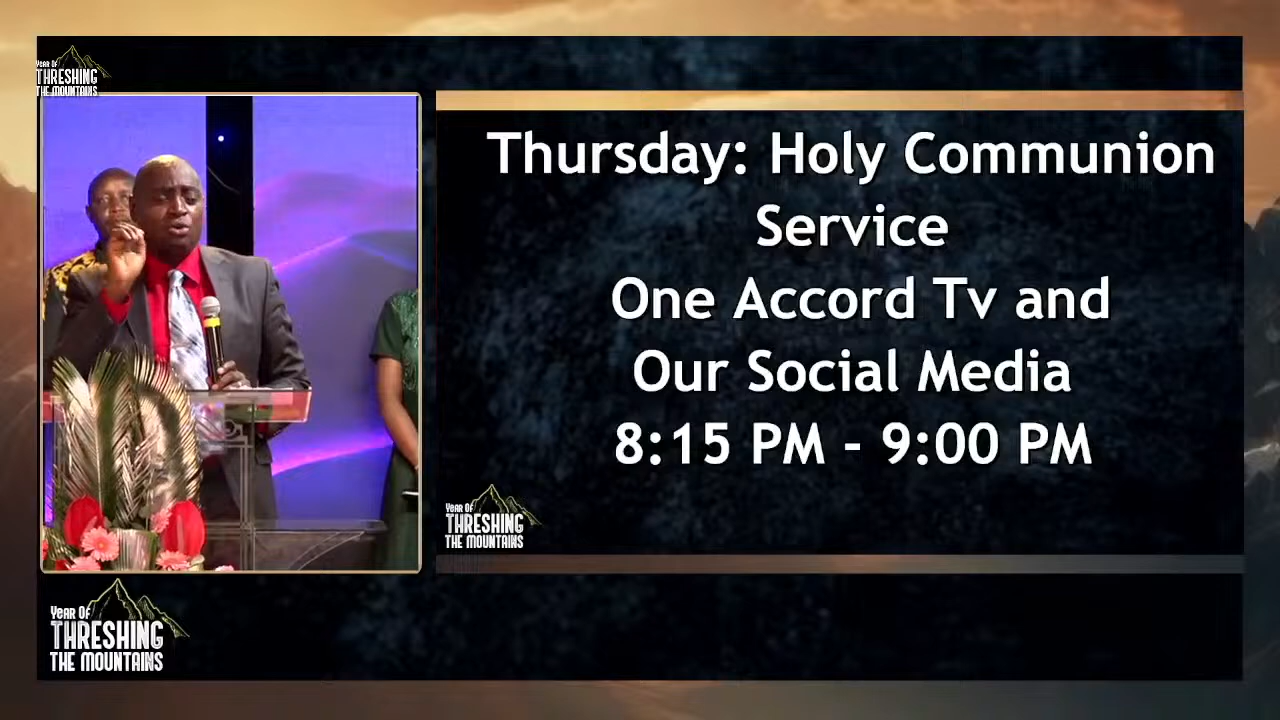 YEAR OF
THRESHING
THE MOUNTAINS
Thursday: Holy Communion
Service
One Accord Tv and
Our Social Media
8:15 PM - 9:00 PM
YEAR OF
THRESHING
THE MOUNTAINS
YEAR OF
THRESHING
THE MOUNTAINS